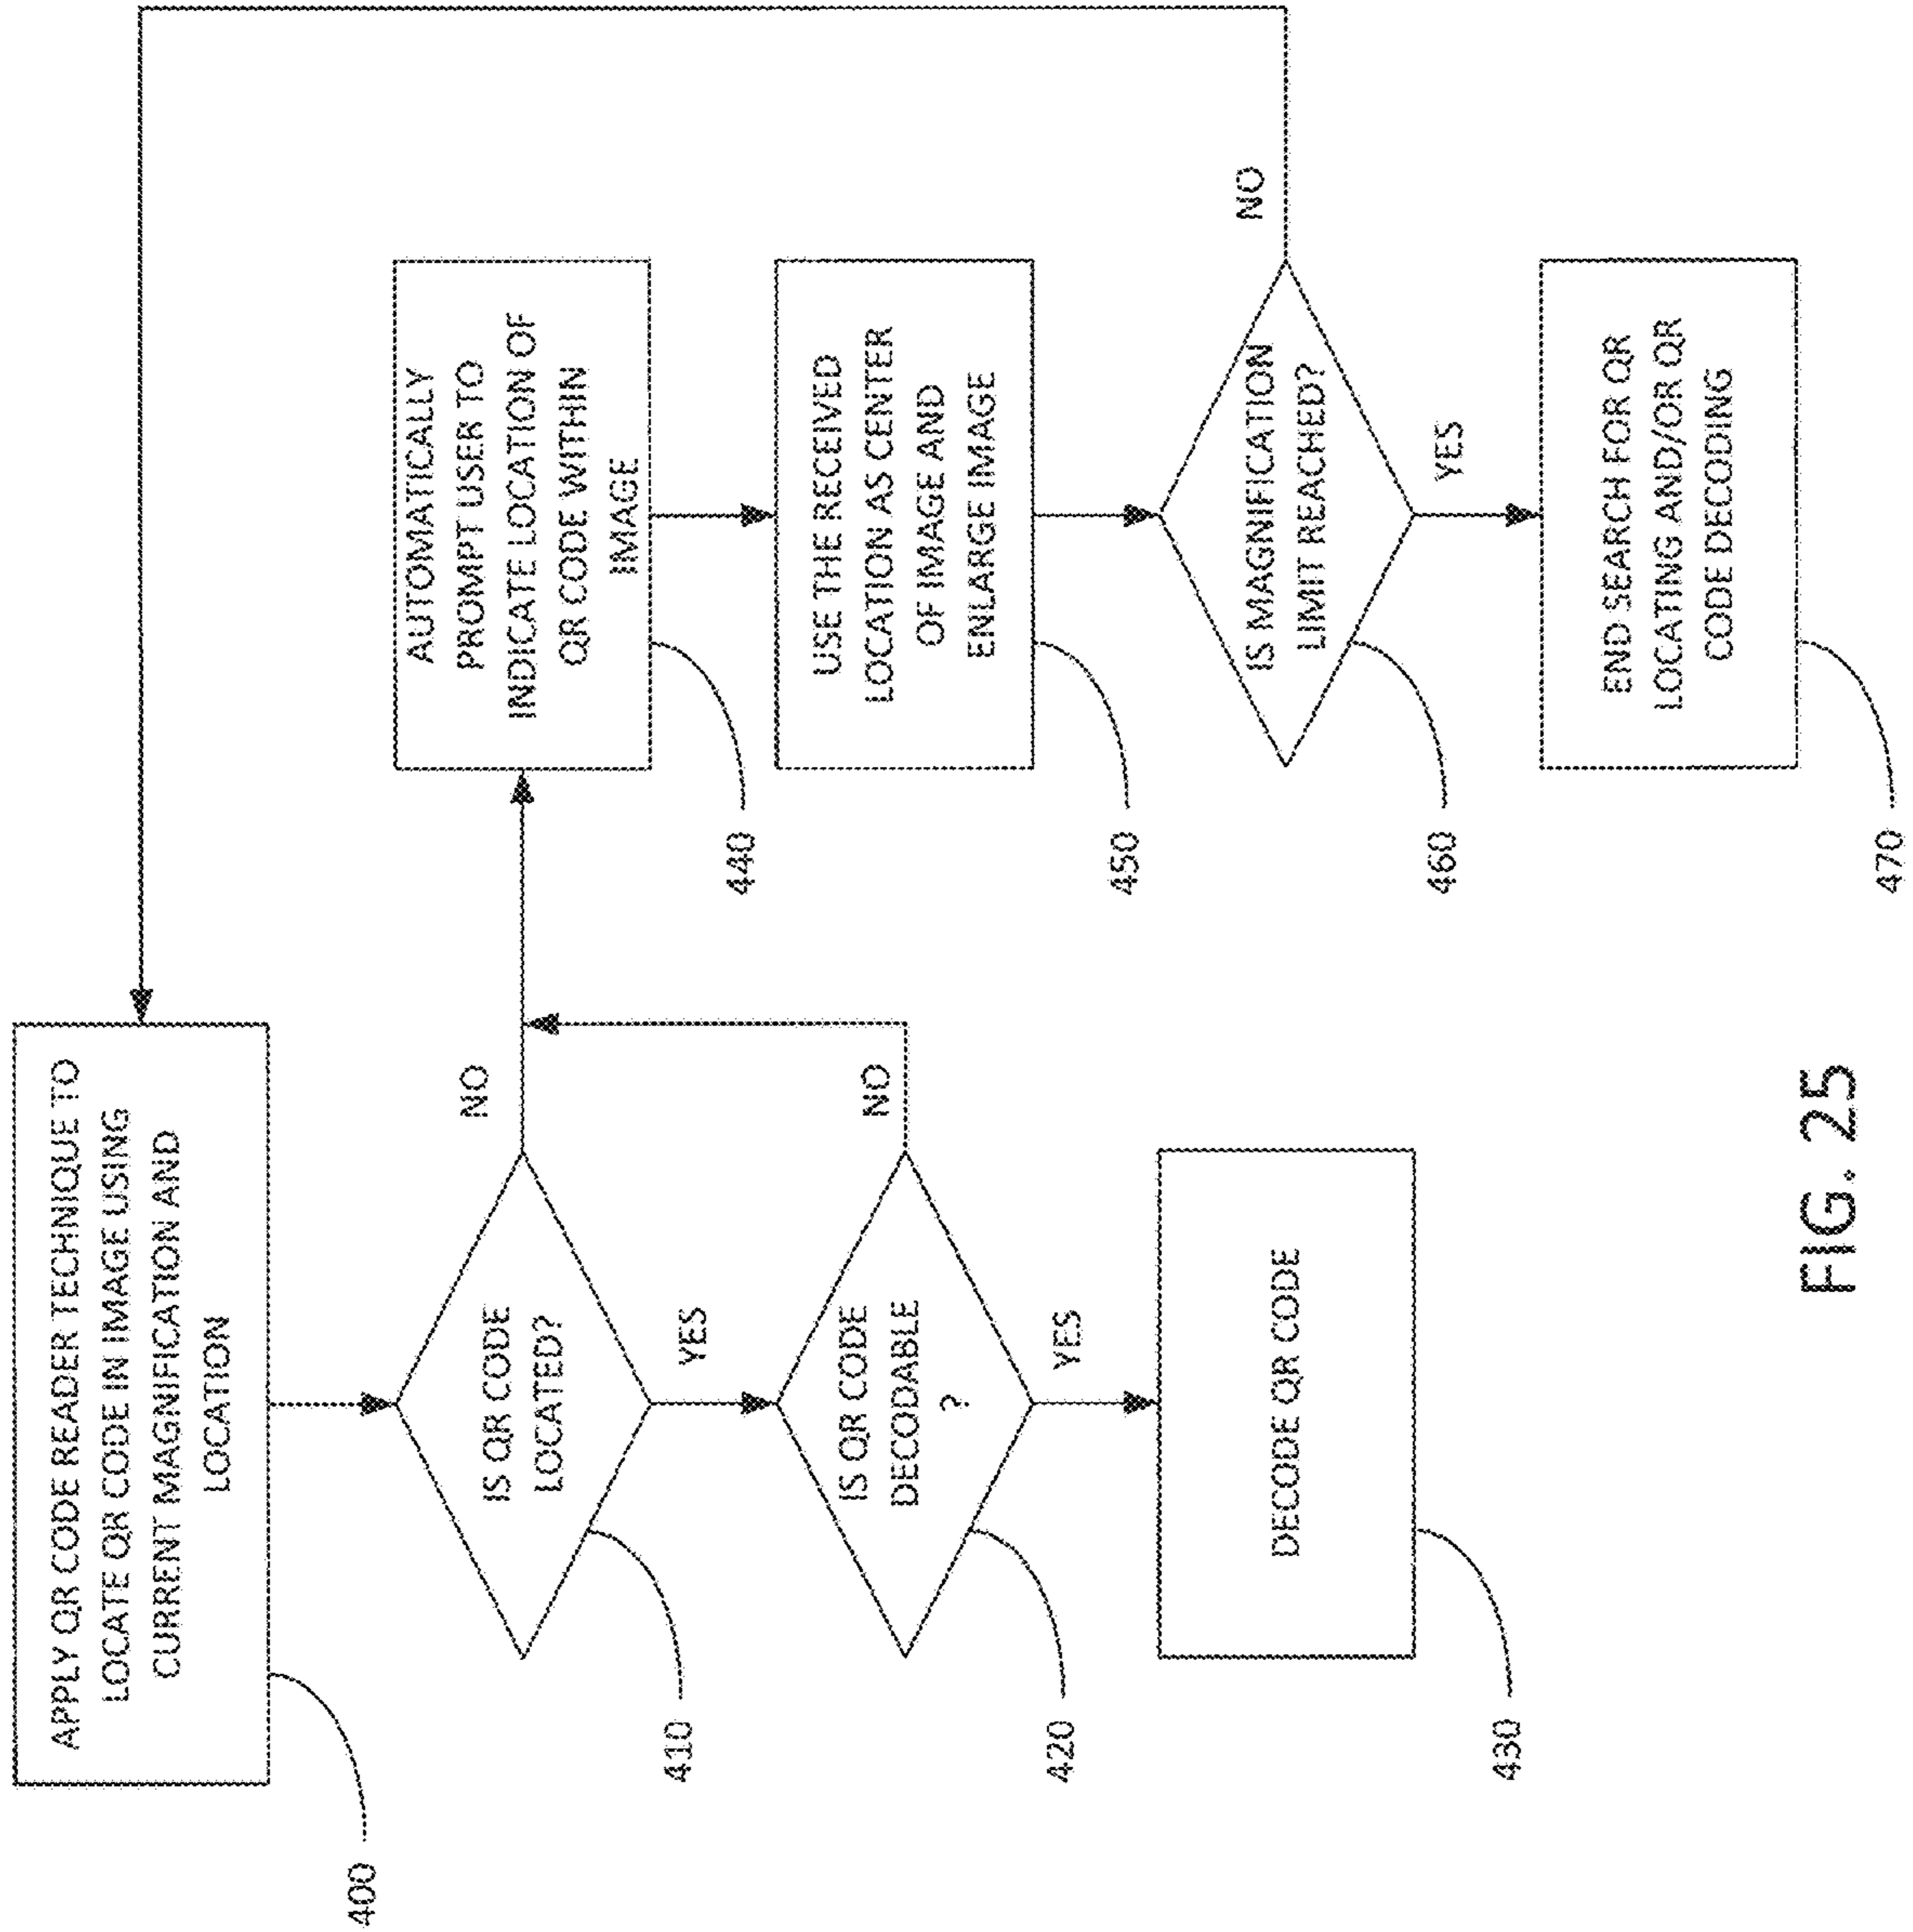 APPLY QR CODE READER TECHNIQUE TO
LOCATE QR CODE IN IMAGE USING
CURRENT MAGNIFICATION AND
LOCATION
400
IS QR CODE
LOCATED?
NO
YES
410
IS QR CODE
DECODABLE
?
NO
YES
420
DECODE QR CODE
430
AUTOMATICALLY
PROMPT USER TO
INDICATE LOCATION OF
QR CODE WITHIN
IMAGE
440
USE THE RECEIVED
LOCATION AS CENTER
OF IMAGE AND
ENLARGE IMAGE
450
IS MAGNIFICATION
LIMIT REACHED?
NO
YES
460
END SEARCH FOR QR
LOCATING AND/OR QR
CODE DECODING
470
FIG. 25